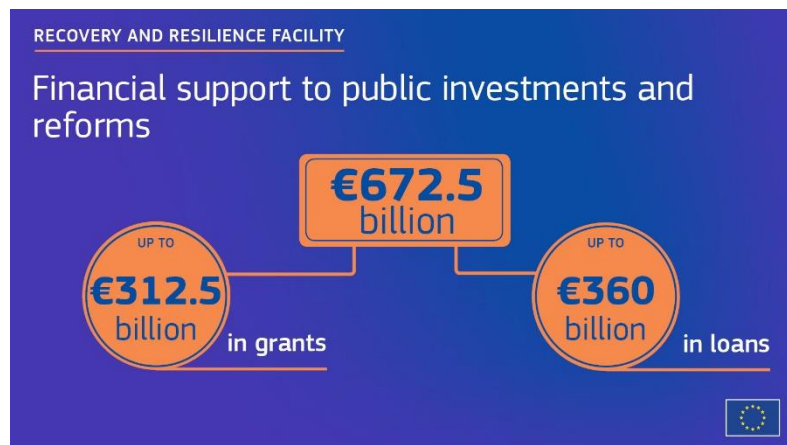 RECOVERY AND RESILIENCE FACILITY
Financial support to public investments and
reforms
€672.5
billion
UP TO
€312.5
billion
in grants
UP TO
€360
billion
in loans